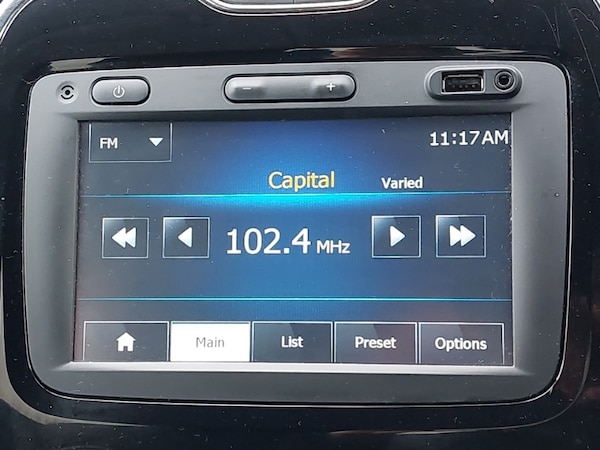 FM
11:17AM
Capital Varied
102.4 MHz
Main List Preset Options